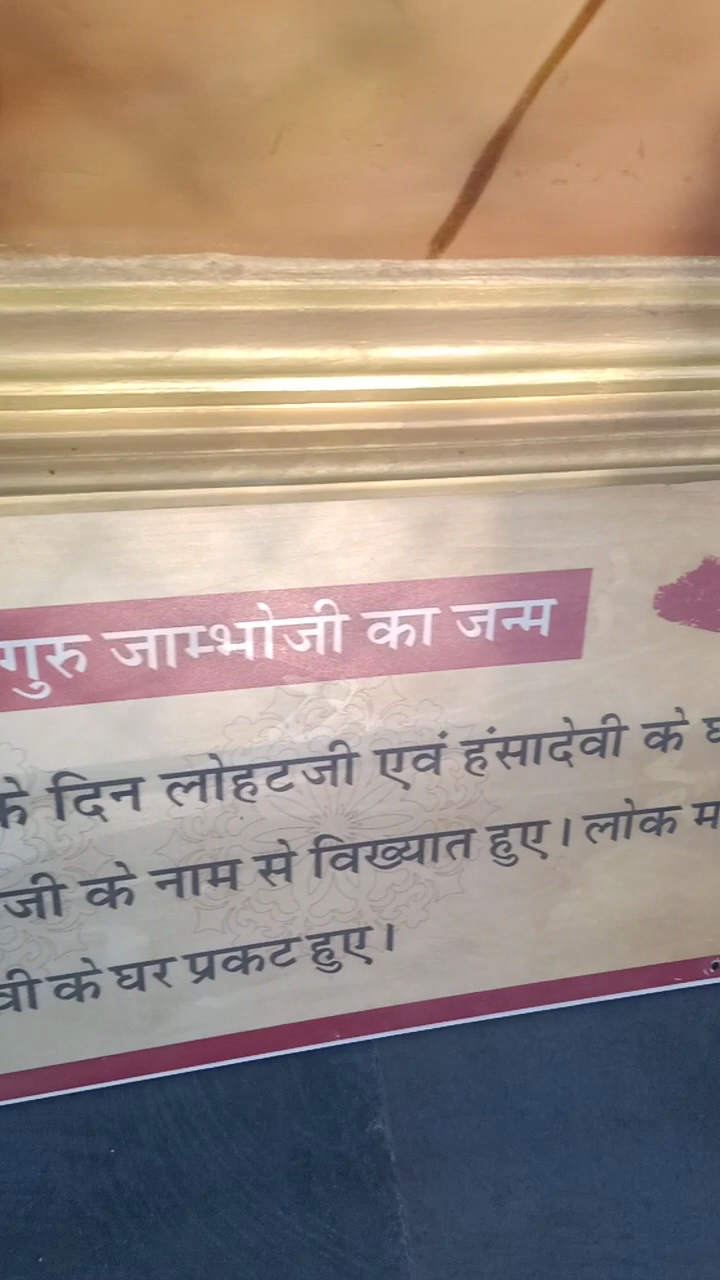 गुरु जाम्भोजी का जन्म
के दिन लोहटजी एवं हंसादेवी के
जी के नाम से विख्यात हुए। लोक
के घर प्रकट हुए।